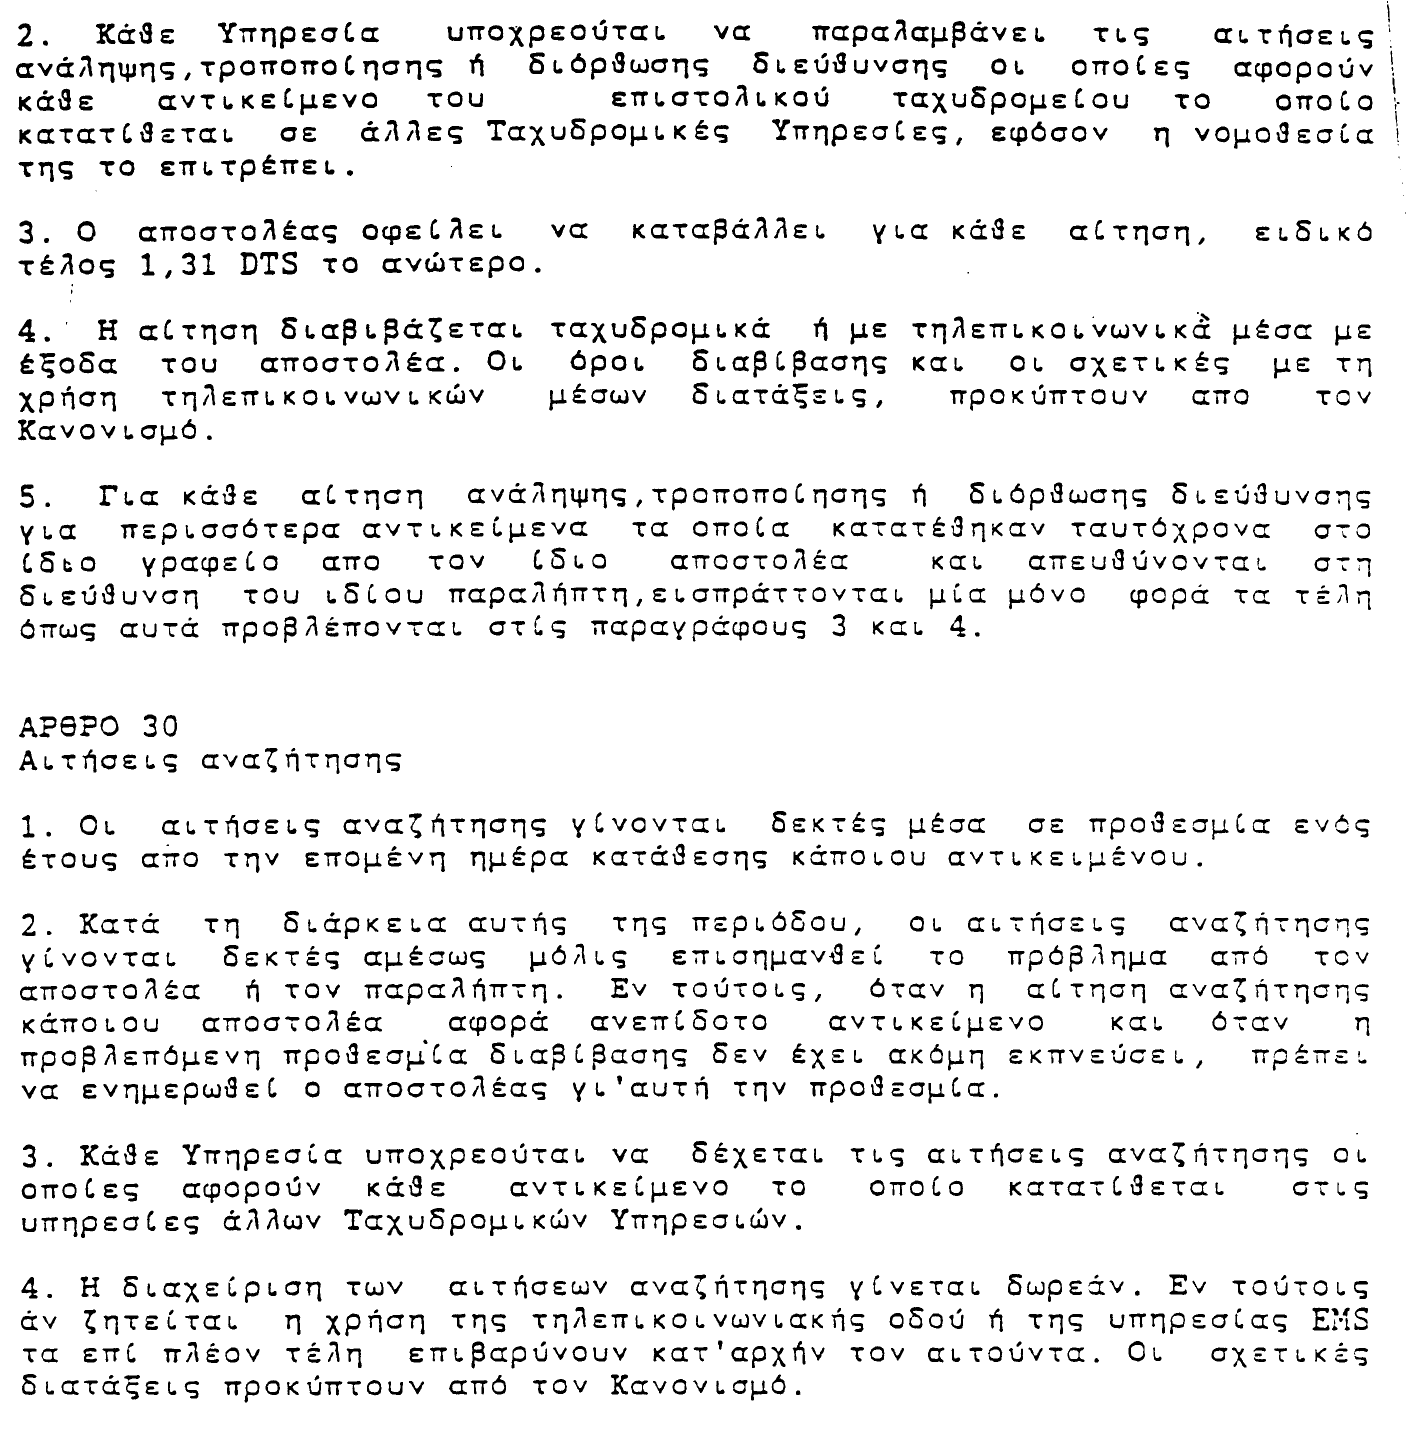 2. Κάθε Υπηρεσία υποχρεούται να παραλαμβάνει τις αιτήσεις
ανάληψης,τροποποίησης ή διόρθωσης διεύθυνσης οι οποίες αφορούν
κάθε αντικείμενο του επιστολικού ταχυδρομείου το οποίο
κατατίθεται σε άλλες Ταχυδρομικές Υπηρεσίες, εφόσον η νομοθεσία
της το επιτρέπει.

3. Ο αποστολέας οφείλει να καταβάλλει για κάθε αίτηση, ειδικό
τέλος 1,31 DTS το ανώτερο.

4. Η αίτηση διαβιβάζεται ταχυδρομικά ή με τηλεπικοινωνικά μέσα με
έξοδα του αποστολέα. Οι όροι διαβίβασης και οι σχετικές με τη
χρήση τηλεπικοινωνικών μέσων διατάξεις, προκύπτουν απο τον
Κανονισμό.

5. Για κάθε αίτηση ανάληψης,τροποποίησης ή διόρθωσης διεύθυνσης
για περισσότερα αντικείμενα τα οποία κατατέθηκαν ταυτόχρονα στο
ίδιο γραφείο απο τον ίδιο αποστολέα και απευθύνονται στη
διεύθυνση του ιδίου παραλήπτη,εισπράττονται μία μόνο φορά τα τέλη
όπως αυτά προβλέπονται στίς παραγράφους 3 και 4.

ΑΡΘΡΟ 30
Αιτήσεις αναζήτησης

1. Οι αιτήσεις αναζήτησης γίνονται δεκτές μέσα σε προθεσμία ενός
έτους απο την επομένη ημέρα κατάθεσης κάποιου αντικειμένου.

2. Κατά τη διάρκεια αυτής της περιόδου, οι αιτήσεις αναζήτησης
γίνονται δεκτές αμέσως μόλις επισημανθεί το πρόβλημα από τον
αποστολέα ή τον παραλήπτη. Εν τούτοις, όταν η αίτηση αναζήτησης
κάποιου αποστολέα αφορά ανεπίδοτο αντικείμενο και όταν η
προβλεπόμενη προθεσμία διαβίβασης δεν έχει ακόμη εκπνεύσει, πρέπει
να ενημερωθεί ο αποστολέας γι'αυτή την προθεσμία.

3. Κάθε Υπηρεσία υποχρεούται να δέχεται τις αιτήσεις αναζήτησης οι
οποίες αφορούν κάθε αντικείμενο το οποίο κατατίθεται στις
υπηρεσίες άλλων Ταχυδρομικών Υπηρεσιών.

4. Η διαχείριση των αιτήσεων αναζήτησης γίνεται δωρεάν. Εν τούτοις
άν ζητείται η χρήση της τηλεπικοινωνιακής οδού ή της υπηρεσίας EMS
τα επί πλέον τέλη επιβαρύνουν κατ'αρχήν τον αιτούντα. Οι σχετικές
διατάξεις προκύπτουν από τον Κανονισμό.